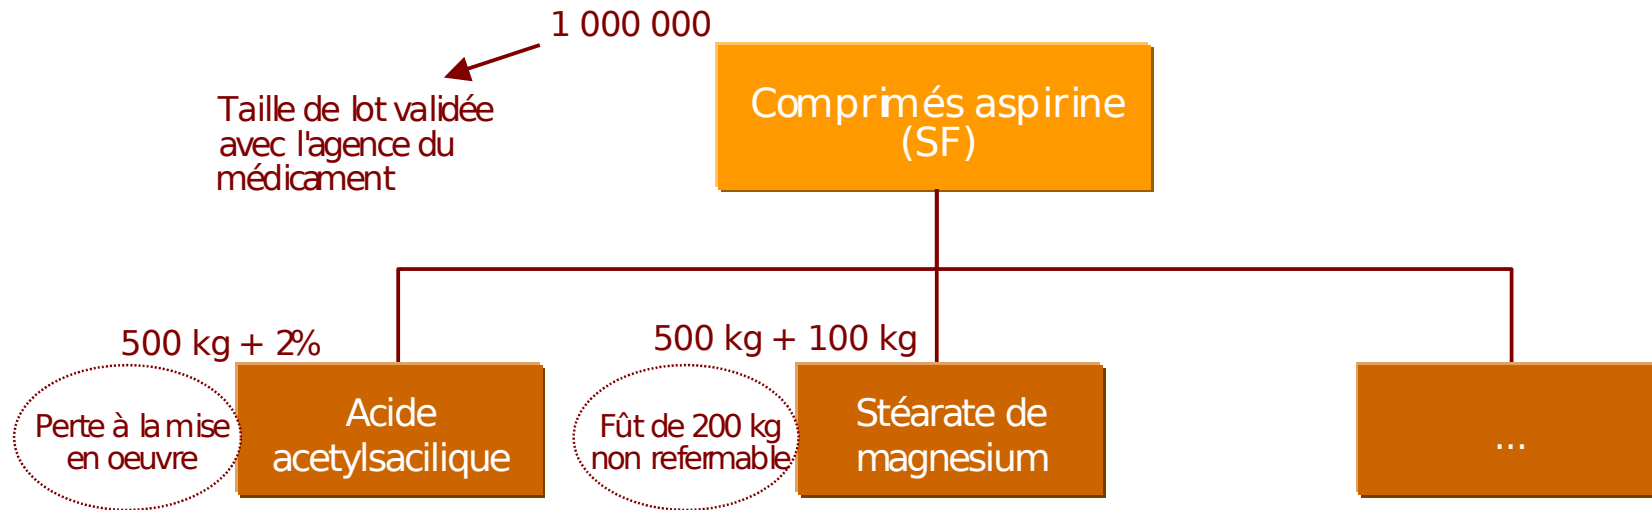 1 000 000
Taille de lot validée
avec l'agence du
médicament
Comprimés aspirine
(SF)
500 kg + 2%
Perte à la mise
en oeuvre
Acide
acetylsacilique
500 kg + 100 kg
Fût de 200 kg
non refermable
Stéarate de
magnesium
...